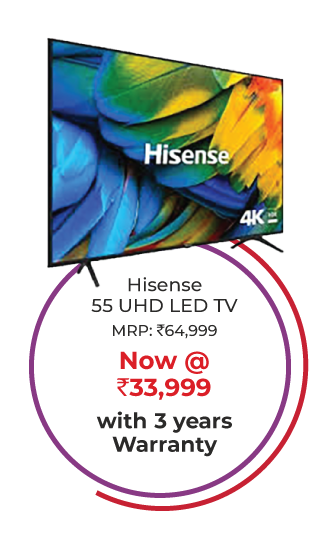 Hisense
4K
Hisense
55 UHD LED TV
MRP: ₹64,999
Now @
₹33,999
with 3 years
Warranty